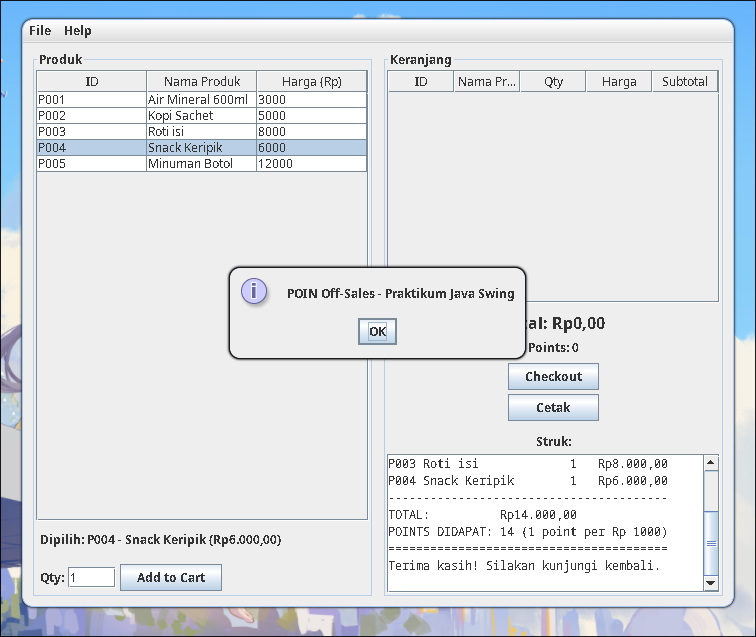 File Help
Produk
ID Nama Produk Harga (Rp)
P001 Air Mineral 600ml 3000
P002 Kopi Sachet 5000
P003 Roti isi 8000
P004 Snack Keripik 6000
P005 Minuman Botol 12000
Dipilih: P004 - Snack Keripik (Rp6.000,00)
Qty: 1 Add to Cart
Keranjang
ID Nama Pr... Qty Harga Subtotal
POIN Off-Sales - Praktikum Java Swing
OK
al: Rp0,00
Points: 0
Checkout
Cetak
Struk:
P003 Roti isi 1 Rp8.000,00
P004 Snack Keripik 1 Rp6.000,00
----------------------------------------
TOTAL: Rp14.000,00
POINTS DIDAPAT: 14 (1 point per Rp 1000)
========================================
Terima kasih! Silakan kunjungi kembali.